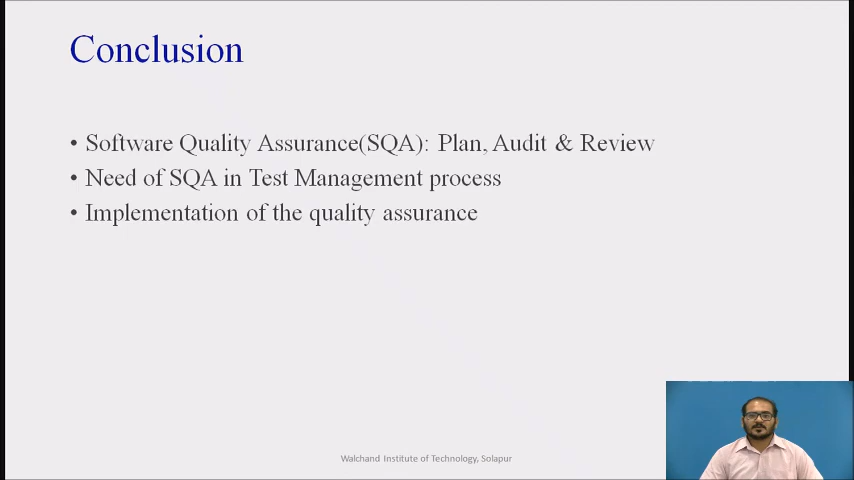 Conclusion
• Software Quality Assurance(SQA): Plan, Audit & Review
• Need of SQA in Test Management process
• Implementation of the quality assurance
Walchand Institute of Technology, Solapur